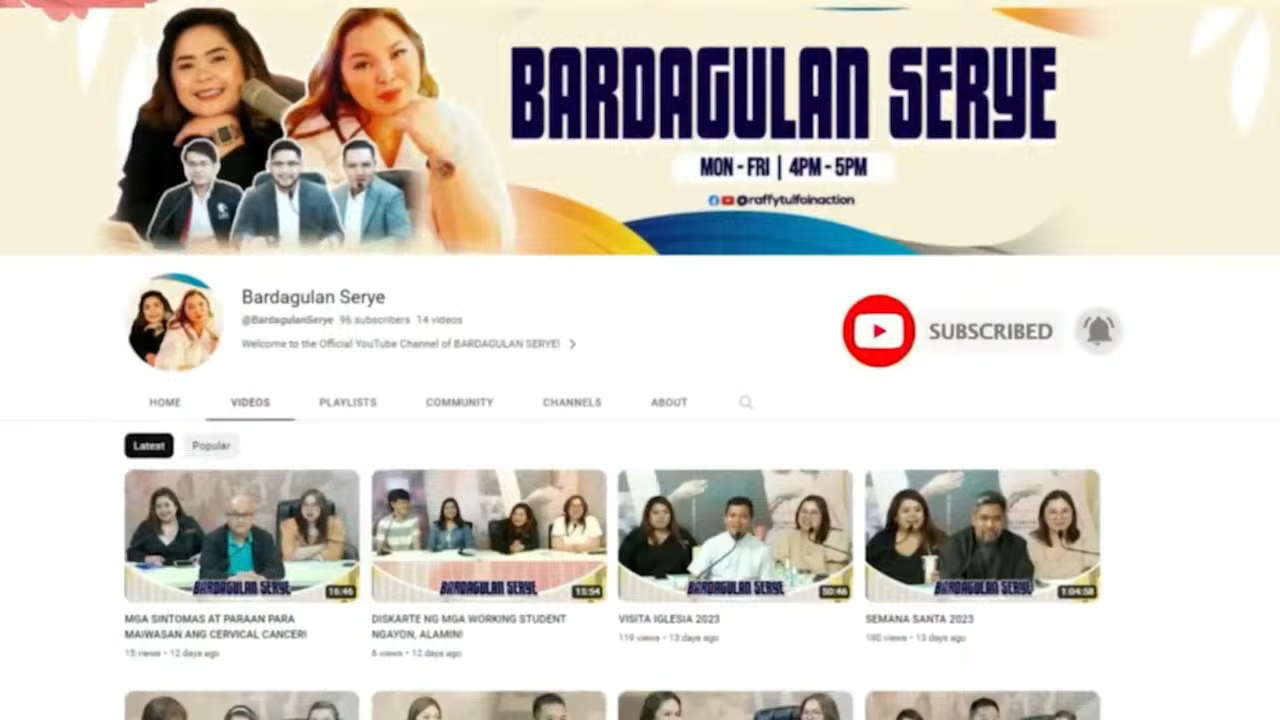 BARDAGULAN SERYE
MON - FRI | 4PM - 5PM
@raffytulfoinaction
Bardagulan Serye
@BardagulanSerye 96 subscribers 14 videos
Welcome to the Official YouTube Channel of BARDAGULAN SERYE!
SUBSCRIBED
HOME VIDEOS PLAYLISTS COMMUNITY CHANNELS ABOUT
Latest Popular
BARDAGULAN SERYE 16:46 BARDAGULAN SERYE 15:54 BARDAGULAN SERYE 50:46 BARDAGULAN SERYE 1:04:58
MGA SINTOMAS AT PARAAN PARA
MAIWASAN ANG CERVICAL CANCER!
15 views • 12 days ago
DISKARTE NG MGA WORKING STUDENT
NGAYON, ALAMIN!
6 views • 12 days ago
VISITA IGLESIA 2023
119 views • 13 days ago
SEMANA SANTA 2023
180 views • 13 days ago